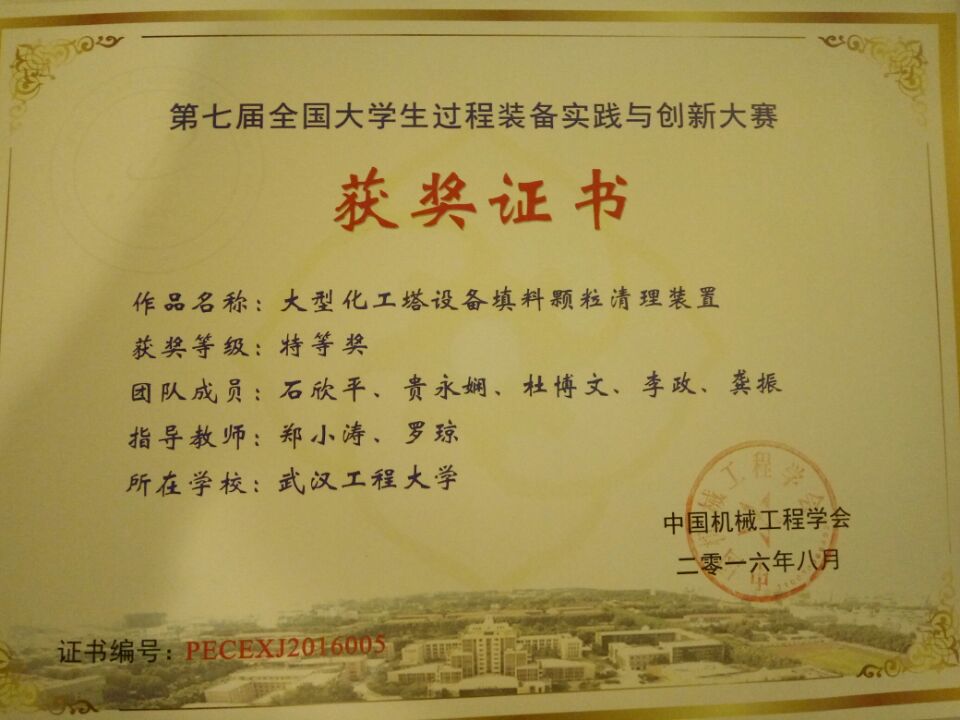 第七届全国大学生过程装备实践与创新大赛
获奖证书
作品名称：大型化工塔设备填料颗粒清理装置
获奖等级：特等奖
团队成员：石欣平、贵永娴、杜博文、李政、龚振
指导教师：郑小涛、罗琼
所在学校：武汉工程大学
中国机械工程学会
二零一六年八月
证书编号：PECEXJ2016005